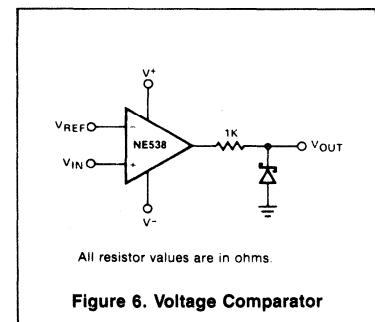 V+
1K
VREF
−
NE538
VOUT
VIN
+
V−
All resistor values are in ohms.
Figure 6. Voltage Comparator